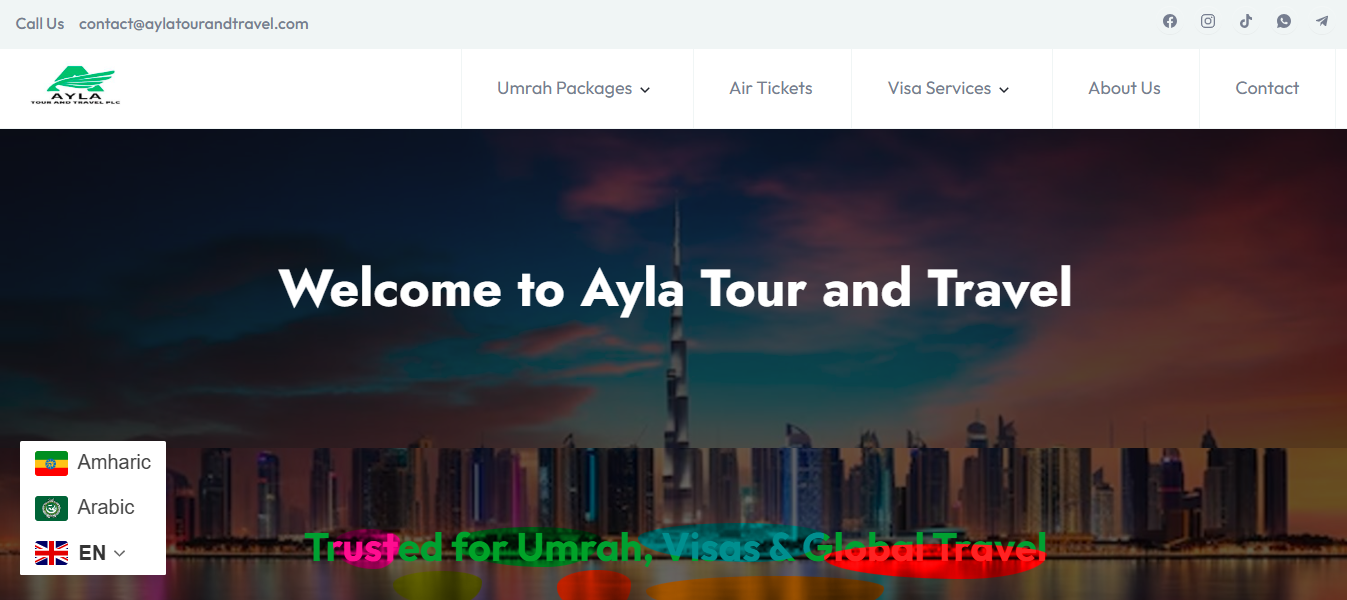 Call Us contact@aylatourandtravel.com
AYLA
TOUR AND TRAVEL PLC
Umrah Packages Air Tickets Visa Services About Us Contact
Welcome to Ayla Tour and Travel
Trusted for Umrah, Visas & Global Travel
Amharic
Arabic
EN